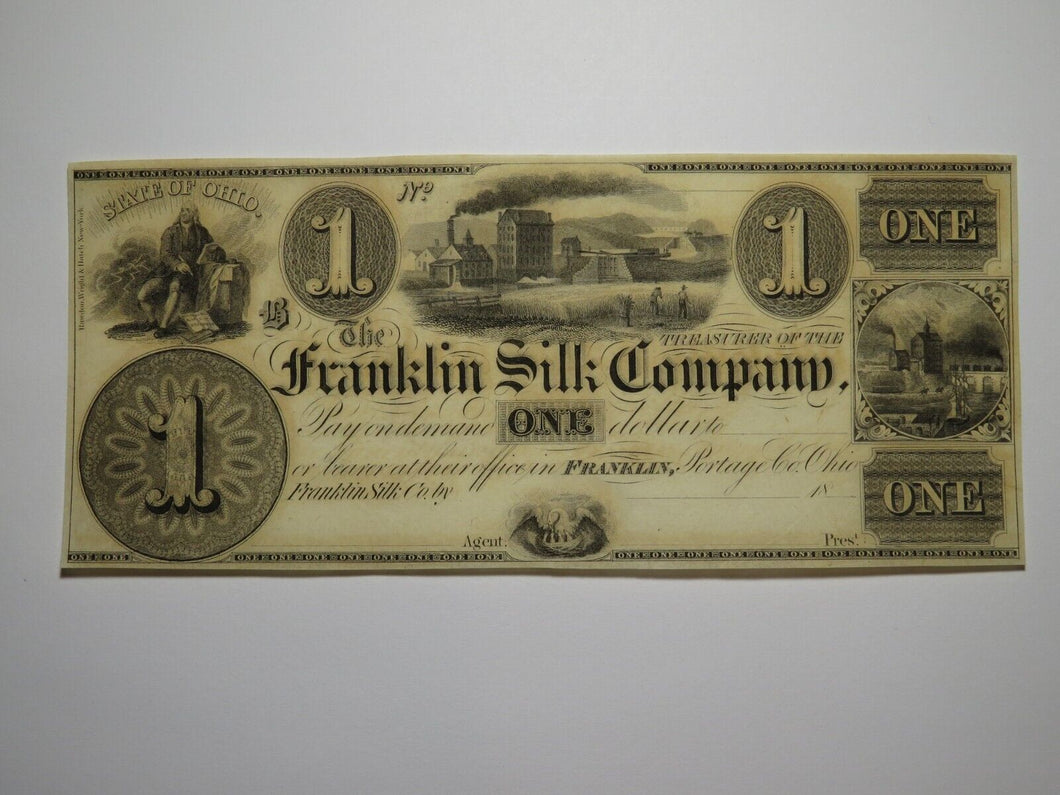 STATE OF OHIO.
Rawdon, Wright & Hatch, New-York
No.
1
1
ONE
B
The
TREASURER OF THE
Franklin Silk Company.
1
Pay on demand ONE dollar to
or bearer at their office in FRANKLIN, Portage Co. Ohio
Franklin Silk Co. by 18
ONE
Agent. Prest.